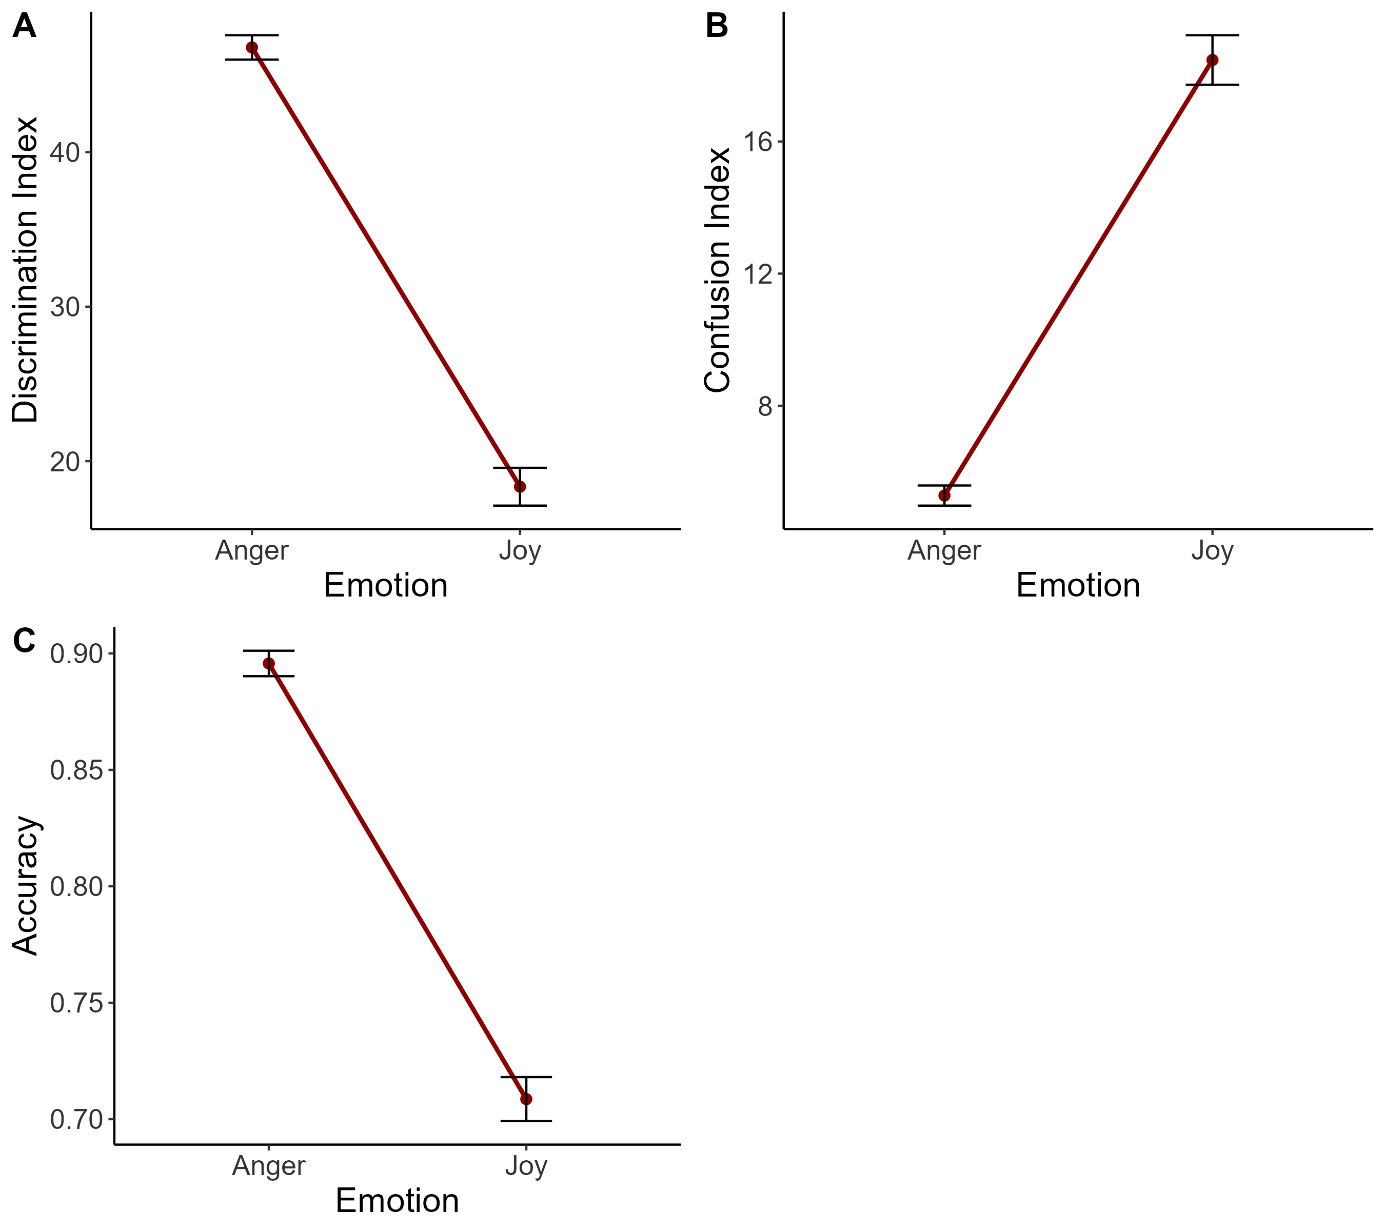 A
Discrimination Index
40
30
20
Anger Joy
Emotion
B
Confusion Index
16
12
8
Anger Joy
Emotion
C
Accuracy
0.90
0.85
0.80
0.75
0.70
Anger Joy
Emotion